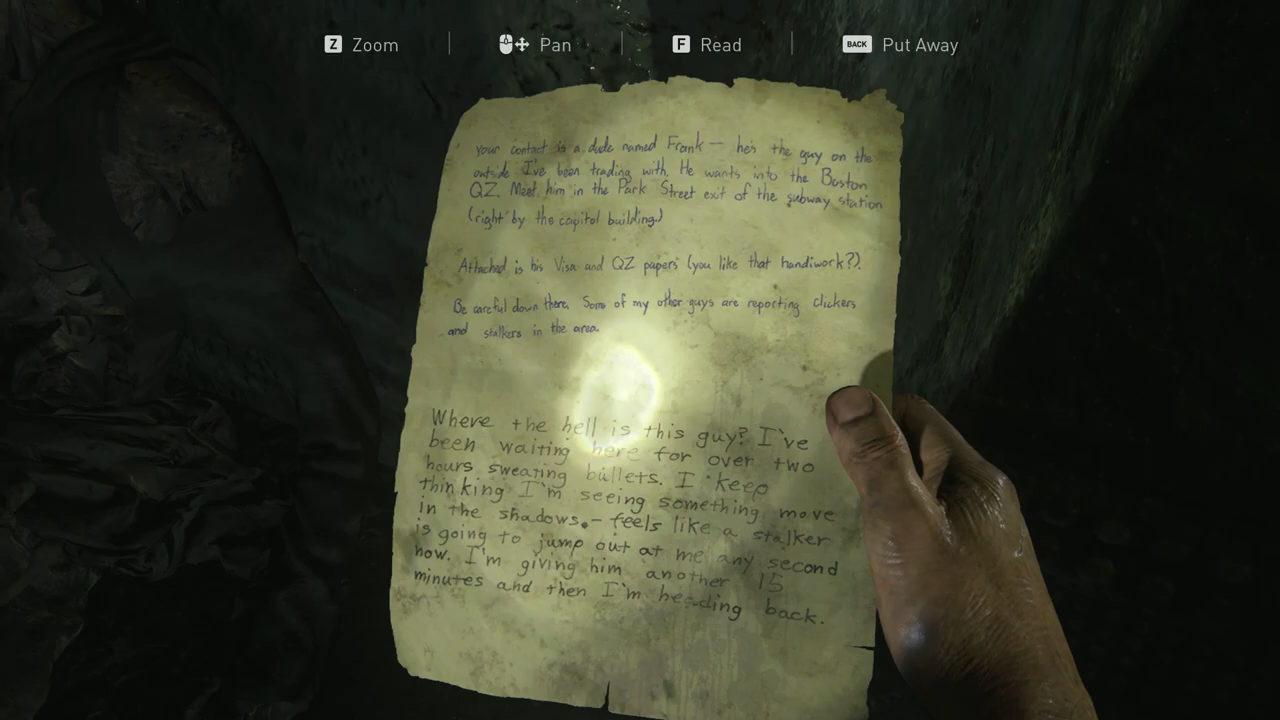 Z Zoom | Pan | F Read | BACK Put Away
Your contact is a dude named Frank — he's the guy on the
outside I've been trading with. He wants into the Boston
QZ. Meet him in the Park Street exit of the subway station
(right by the capitol building.)
Attached is his Visa and QZ papers (you like that handiwork?).
Be careful down there. Some of my other guys are reporting clickers
and stalkers in the area.
Where the hell is this guy? I've
been waiting here for over two
hours sweating bullets. I keep
thinking I'm seeing something move
in the shadows. - feels like a stalker
is going to jump out at me any second
now. I'm giving him another 15
minutes and then I'm heading back.